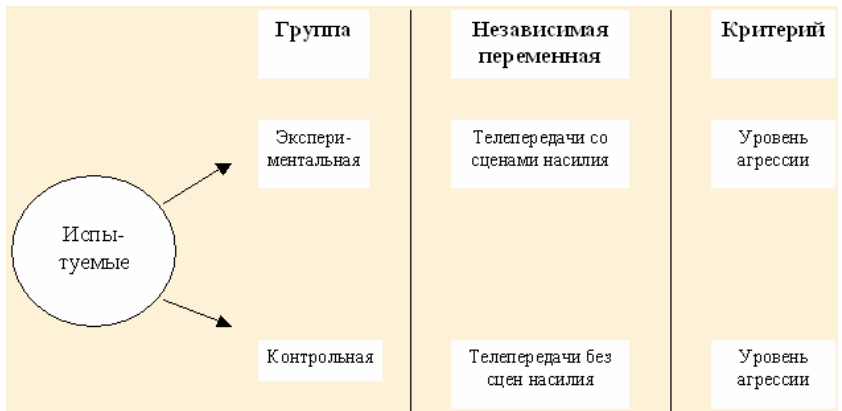 Группа
Независимая
переменная
Критерий
Экспери-
ментальная
Телепередачи со
сценами насилия
Уровень
агрессии
Испы-
туемые
Контрольная
Телепередачи без
сцен насилия
Уровень
агрессии